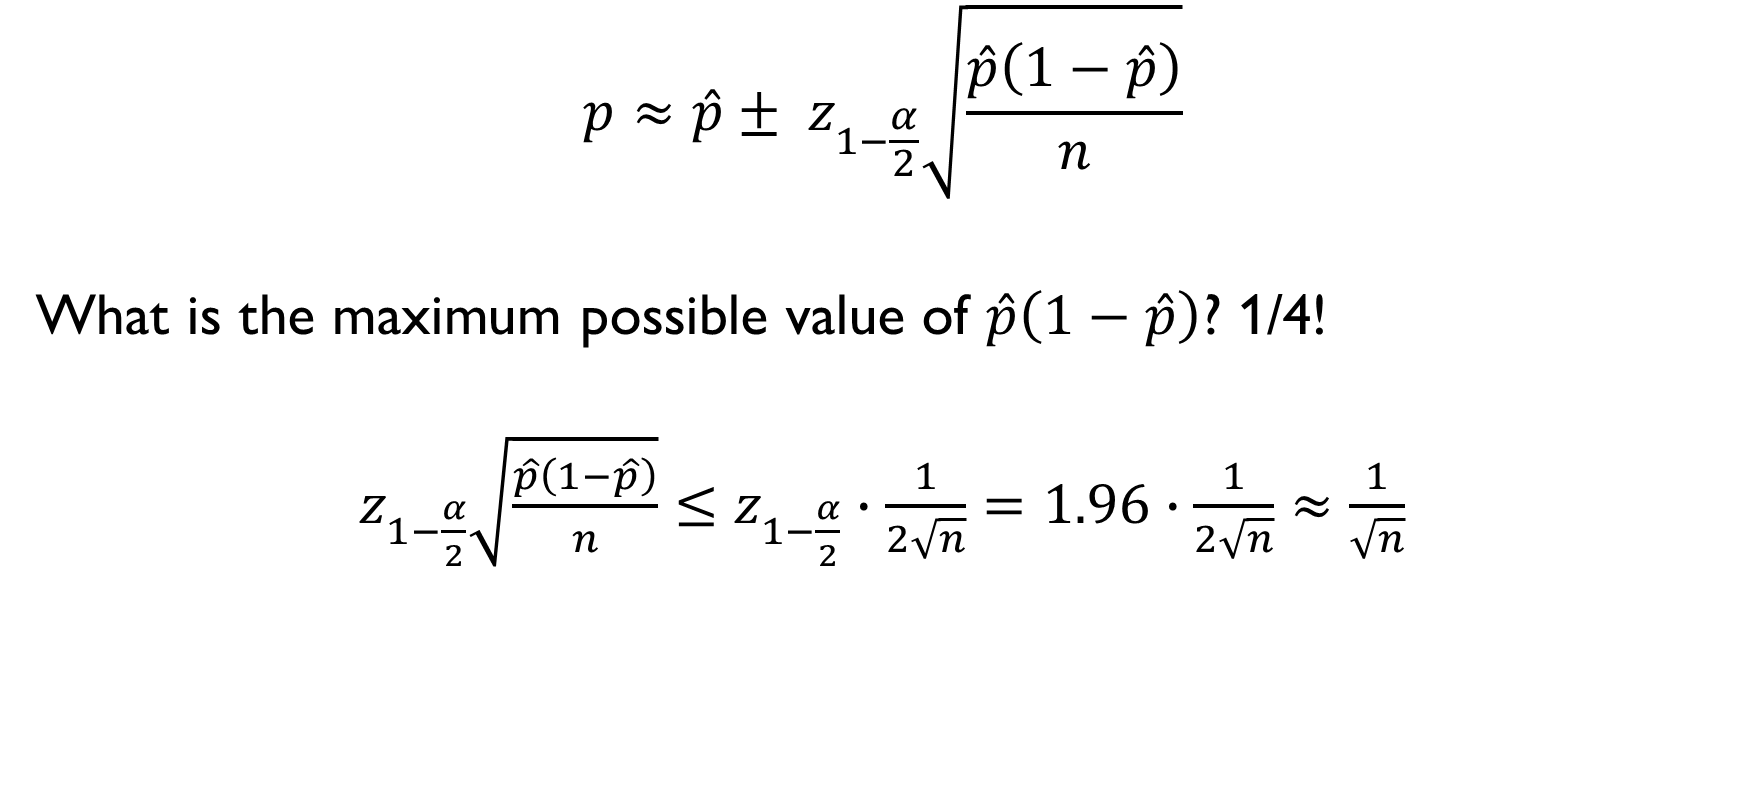 p ≈ p̂ ± z_{1−α/2} √(p̂(1 − p̂)/n)
What is the maximum possible value of p̂(1 − p̂)? 1/4!
z_{1−α/2} √(p̂(1−p̂)/n) ≤ z_{1−α/2} · 1/(2√n) = 1.96 · 1/(2√n) ≈ 1/√n